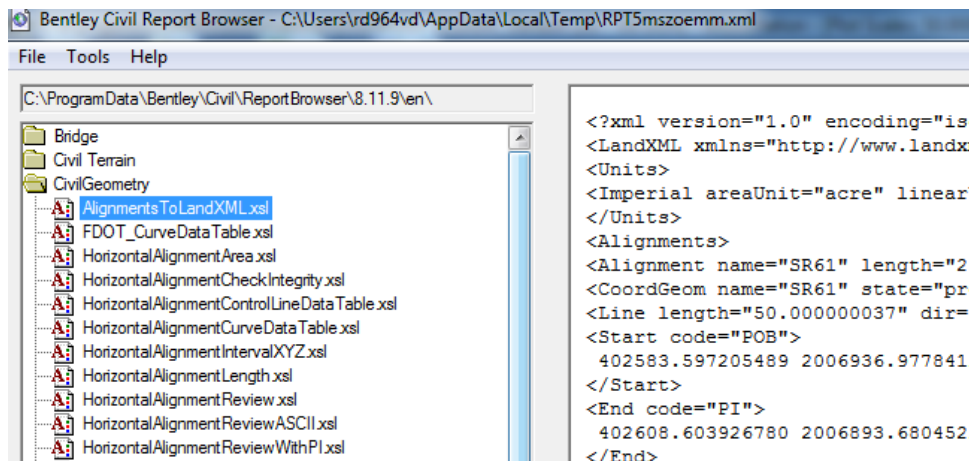 Bentley Civil Report Browser - C:\Users\rd964vd\AppData\Local\Temp\RPT5mszoemm.xml
File Tools Help
C:\ProgramData\Bentley\Civil\ReportBrowser\8.11.9\en\
Bridge
Civil Terrain
CivilGeometry
AlignmentsToLandXML.xsl
FDOT_CurveDataTable.xsl
HorizontalAlignmentArea.xsl
HorizontalAlignmentCheckIntegrity.xsl
HorizontalAlignmentControlLineDataTable.xsl
HorizontalAlignmentCurveDataTable.xsl
HorizontalAlignmentIntervalXYZ.xsl
HorizontalAlignmentLength.xsl
HorizontalAlignmentReview.xsl
HorizontalAlignmentReviewASCII.xsl
HorizontalAlignmentReviewWithPI.xsl
<?xml version="1.0" encoding="is
<LandXML xmlns="http://www.landx
<Units>
<Imperial areaUnit="acre" linear
</Units>
<Alignments>
<Alignment name="SR61" length="2
<CoordGeom name="SR61" state="pr
<Line length="50.000000037" dir=
<Start code="POB">
402583.597205489 2006936.977841
</Start>
<End code="PI">
402608.603926780 2006893.680452
</End>